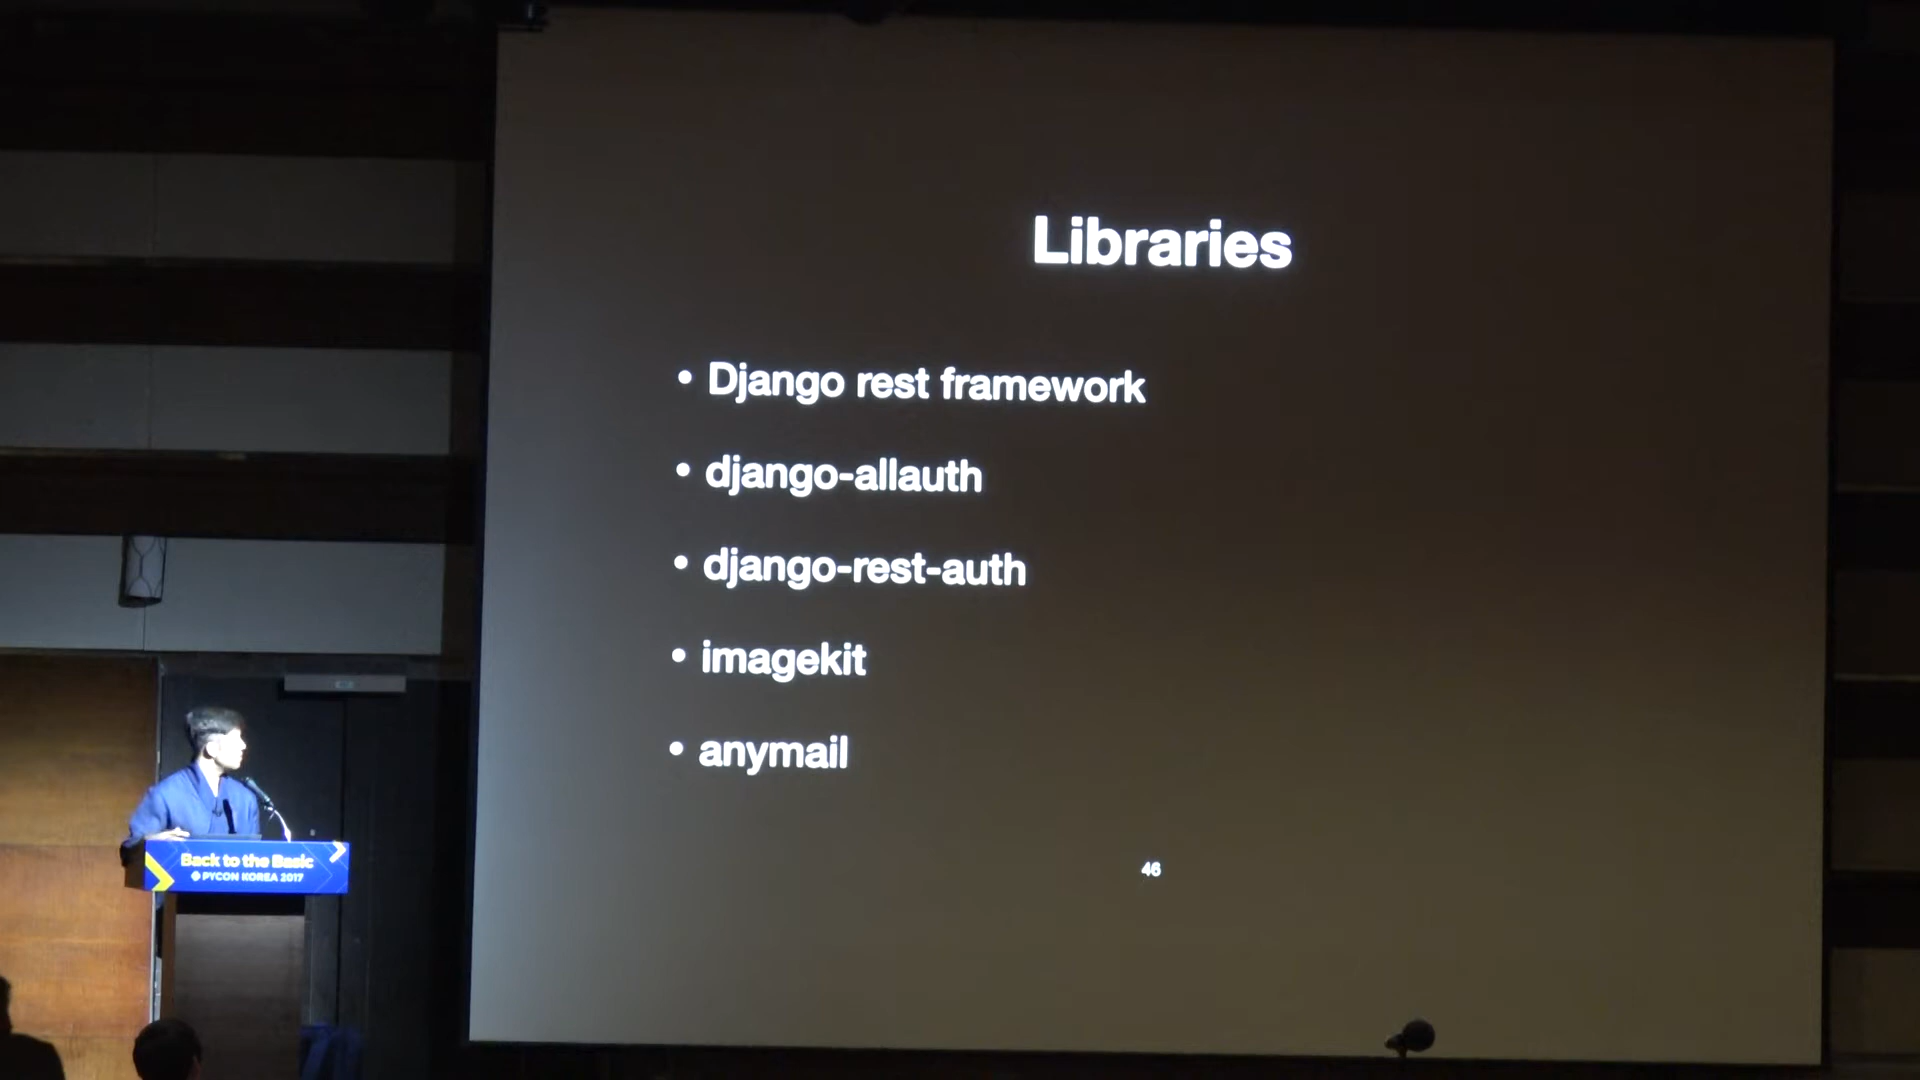 Libraries
• Django rest framework
• django-allauth
• django-rest-auth
• imagekit
• anymail
46
Back to the Basic
PYCON KOREA 2017